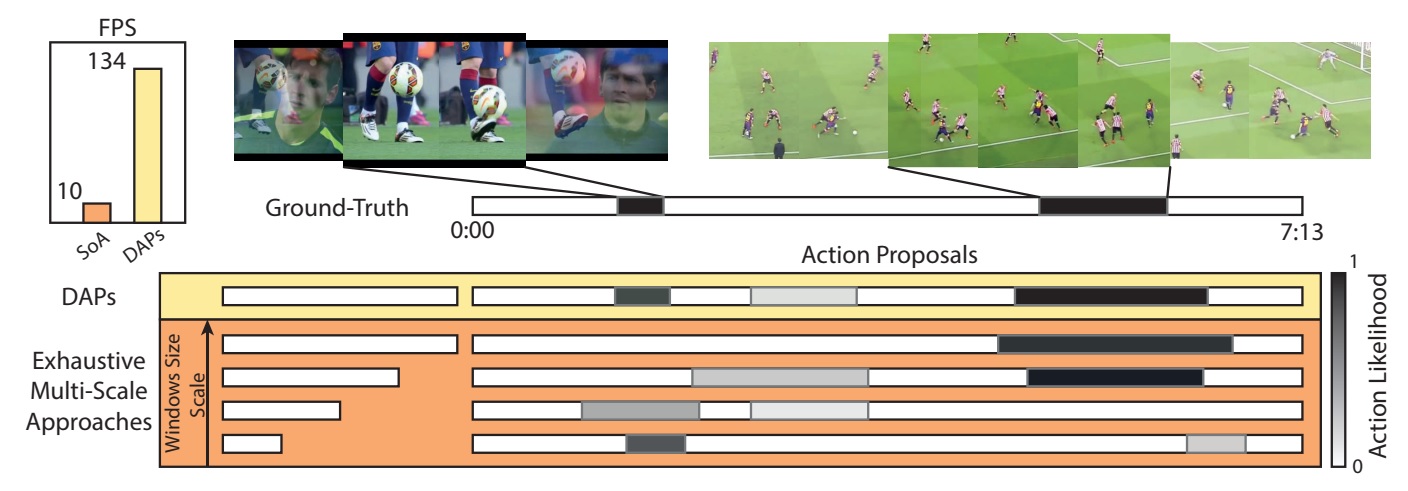 FPS
134
10
SoA
DAPs
Ground-Truth
0:00
7:13
Action Proposals
DAPs
Exhaustive
Multi-Scale
Approaches
Windows Size
Scale
1
0
Action Likelihood